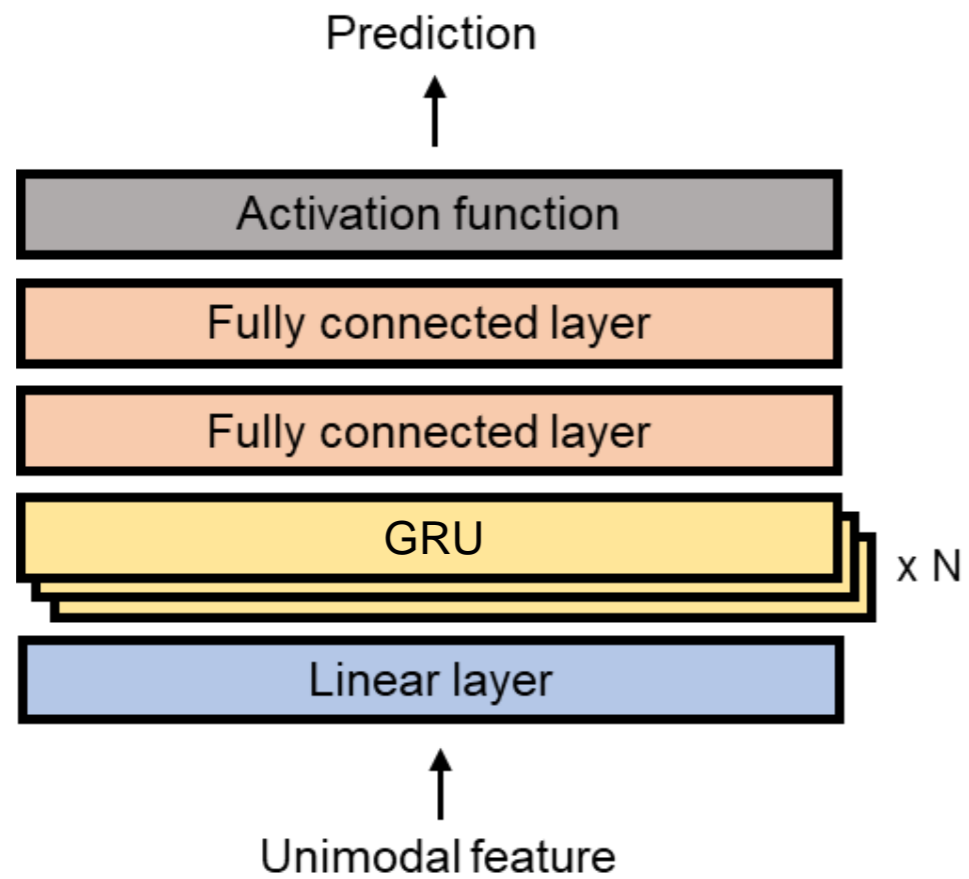 Prediction
Activation function
Fully connected layer
Fully connected layer
GRU
x N
Linear layer
Unimodal feature